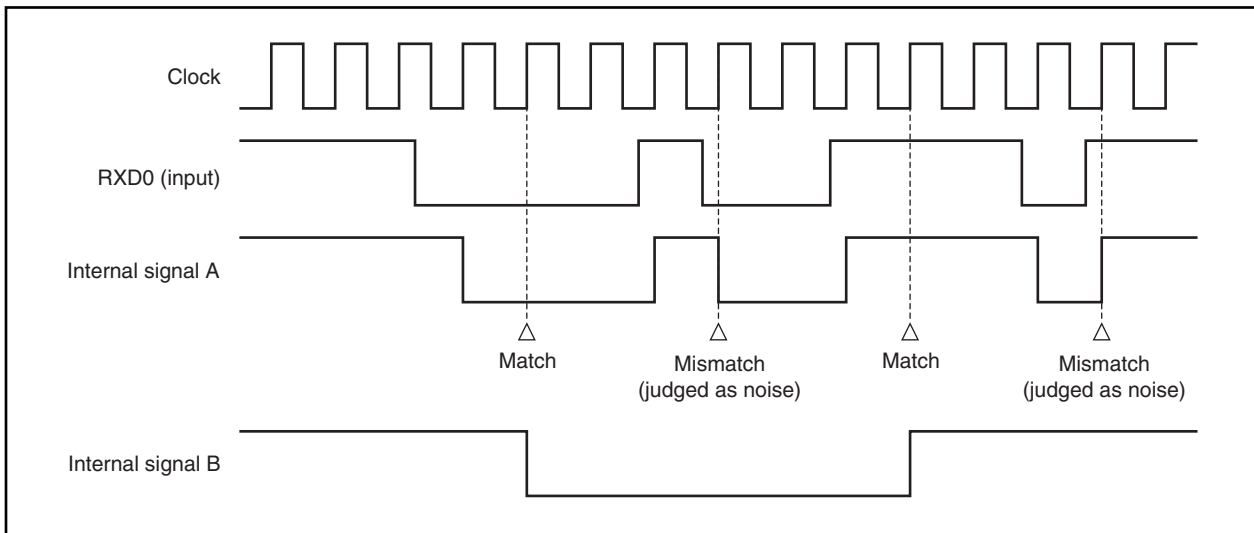 Clock
RXD0 (input)
Internal signal A
Match
Mismatch
(judged as noise)
Match
Mismatch
(judged as noise)
Internal signal B